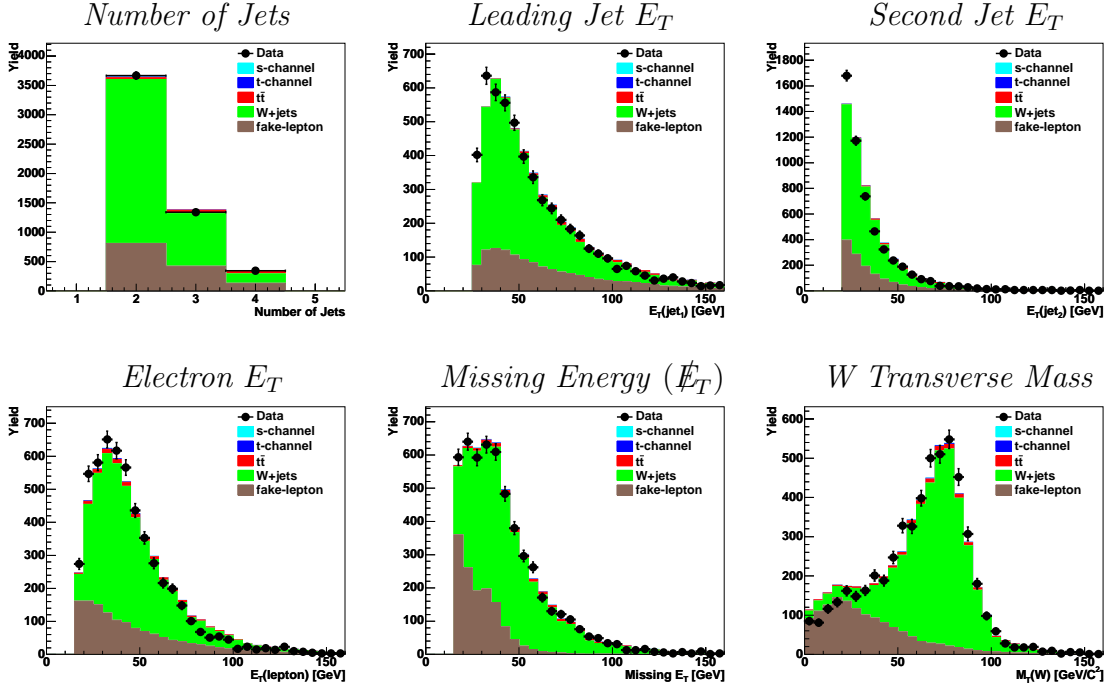 Number of Jets
Leading Jet E_T
Second Jet E_T
Yield
4000
3500
3000
2500
2000
1500
1000
500
0
1 2 3 4 5
Number of Jets
Data
s-channel
t-channel
tt̄
W+jets
fake-lepton
Yield
700
600
500
400
300
200
100
0
0 50 100 150
E_T(jet_1) [GeV]
Data
s-channel
t-channel
tt̄
W+jets
fake-lepton
Yield
1800
1600
1400
1200
1000
800
600
400
200
0
0 50 100 150
E_T(jet_2) [GeV]
Data
s-channel
t-channel
tt̄
W+jets
fake-lepton
Electron E_T
Missing Energy (E̸_T)
W Transverse Mass
Yield
700
600
500
400
300
200
100
0
0 50 100 150
E_T(lepton) [GeV]
Data
s-channel
t-channel
tt̄
W+jets
fake-lepton
Yield
700
600
500
400
300
200
100
0
0 50 100 150
Missing E_T [GeV]
Data
s-channel
t-channel
tt̄
W+jets
fake-lepton
Yield
600
500
400
300
200
100
0
0 50 100 150
M_T(W) [GeV/C²]
Data
s-channel
t-channel
tt̄
W+jets
fake-lepton